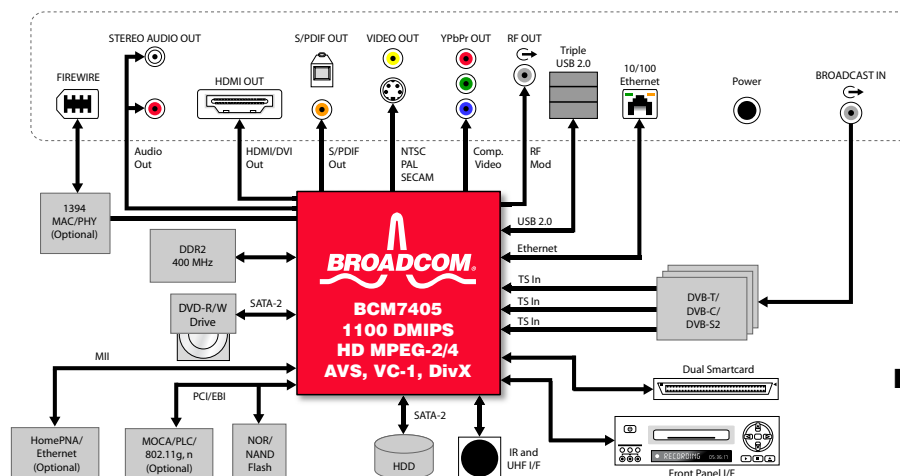 STEREO AUDIO OUT
S/PDIF OUT
VIDEO OUT
YPbPr OUT
RF OUT
Triple
USB 2.0
FIREWIRE
HDMI OUT
10/100
Ethernet
Power
BROADCAST IN
Audio
Out
HDMI/DVI
Out
S/PDIF
Out
NTSC
PAL
SECAM
Comp.
Video
RF
Mod
1394
MAC/PHY
(Optional)
USB 2.0
Ethernet
DDR2
400 MHz
BROADCOM.
BCM7405
1100 DMIPS
HD MPEG-2/4
AVS, VC-1, DivX
TS In
TS In
TS In
DVB-T/
DVB-C/
DVB-S2
DVD-R/W
Drive
SATA-2
MII
PCI/EBI
Dual Smartcard
SATA-2
HomePNA/
Ethernet
(Optional)
MOCA/PLC/
802.11g, n
(Optional)
NOR/
NAND
Flash
HDD
IR and
UHF I/F
RECORDING 05:36:17
Front Panel I/F